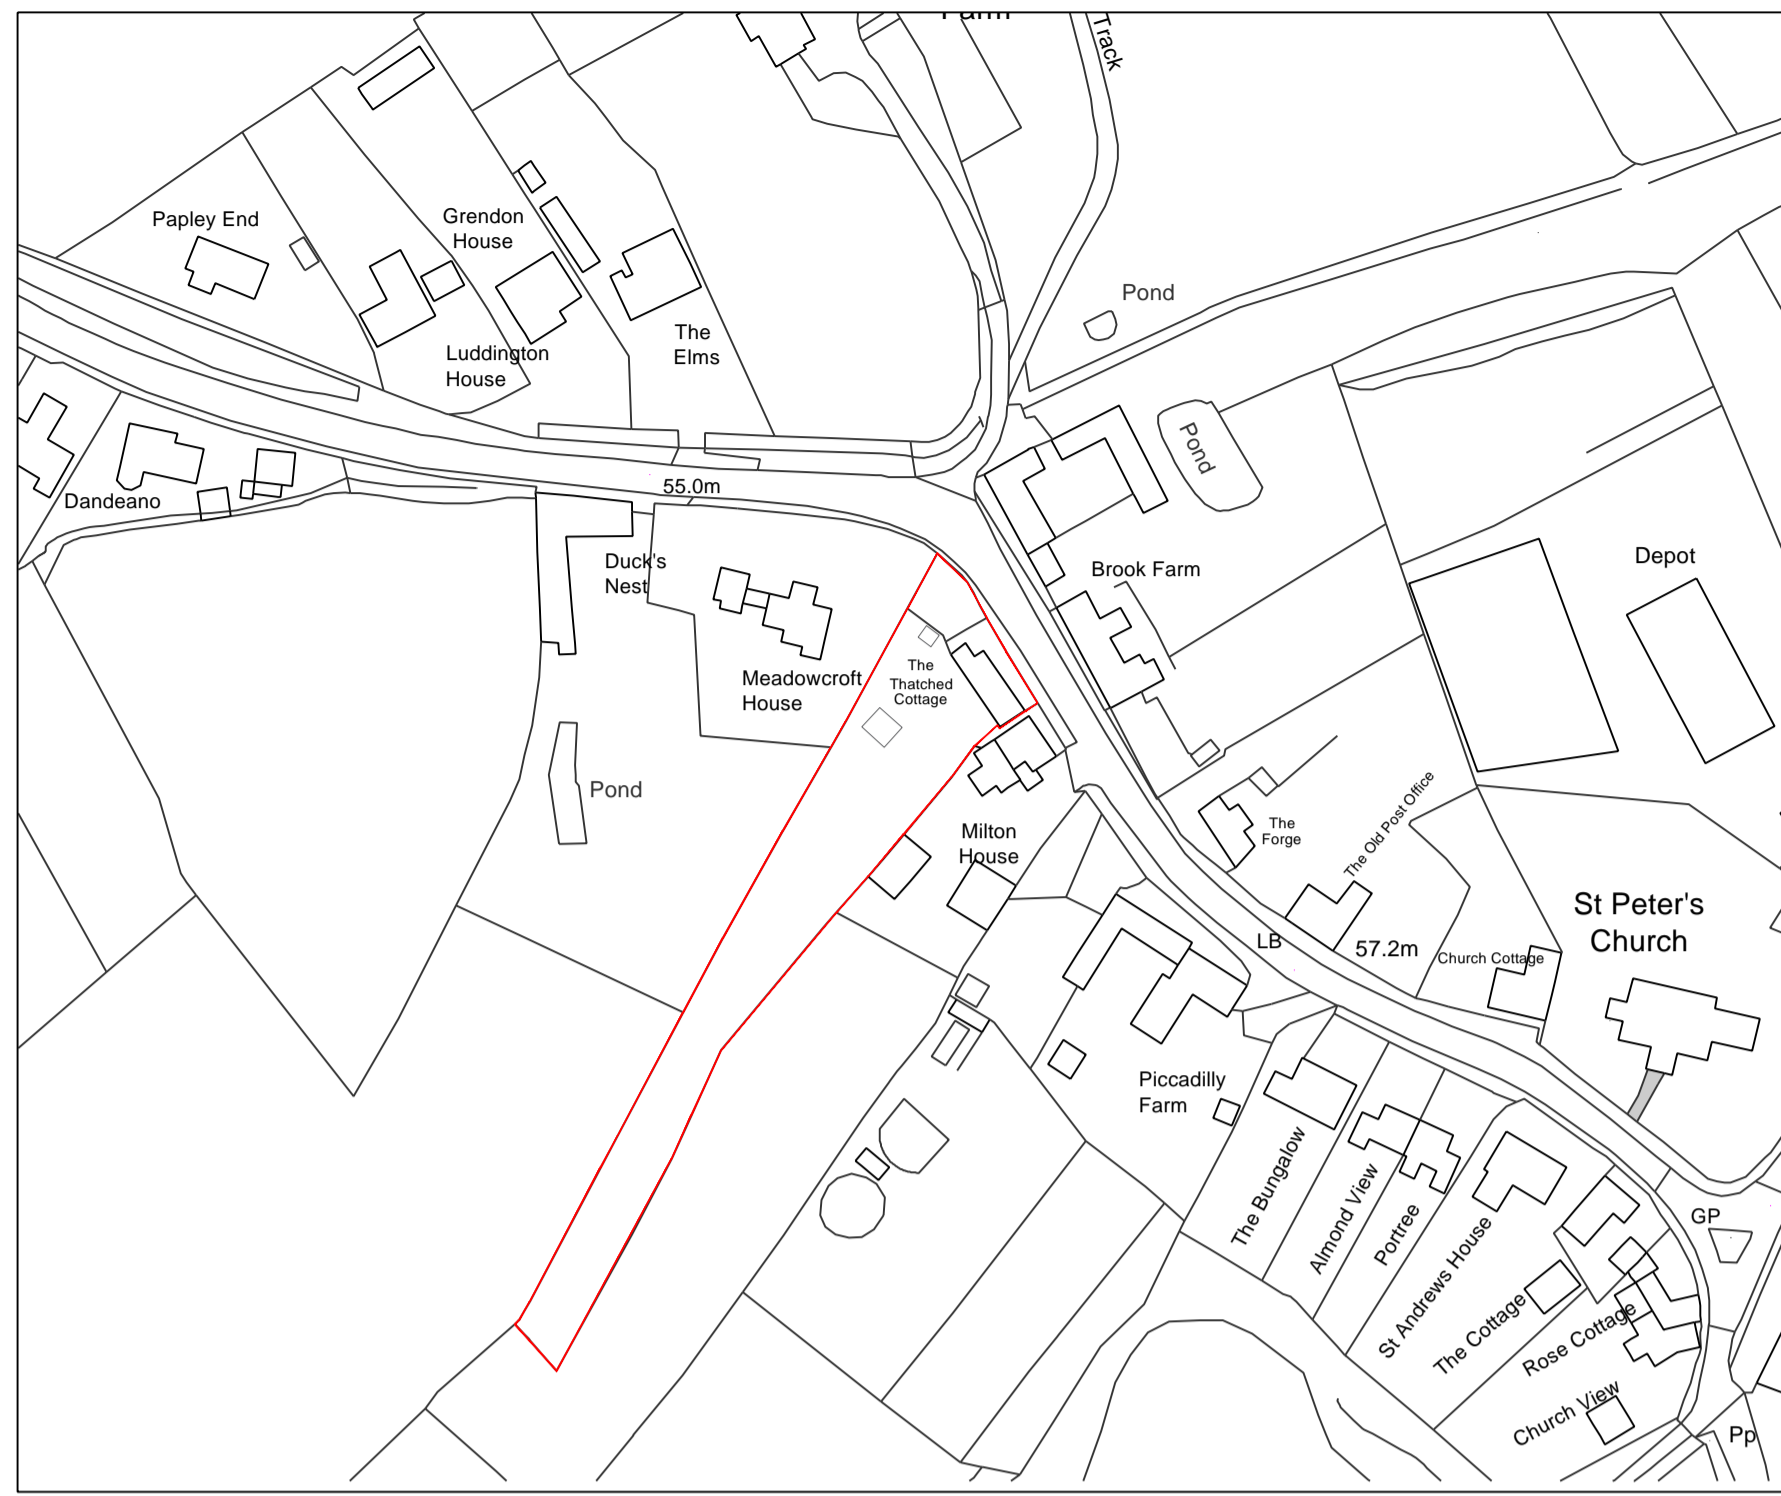 Farm
Track
Papley End
Grendon
House
Pond
The
Elms
Luddington
House
Pond
55.0m
Dandeano
Duck's
Nest
Brook Farm
Depot
Meadowcroft
House
The
Thatched
Cottage
Pond
Milton
House
The
Forge
The Old Post Office
St Peter's
Church
LB
57.2m
Church Cottage
Piccadilly
Farm
The Bungalow
Almond View
Portree
St Andrews House
GP
The Cottage
Rose Cottage
Church View
Pp